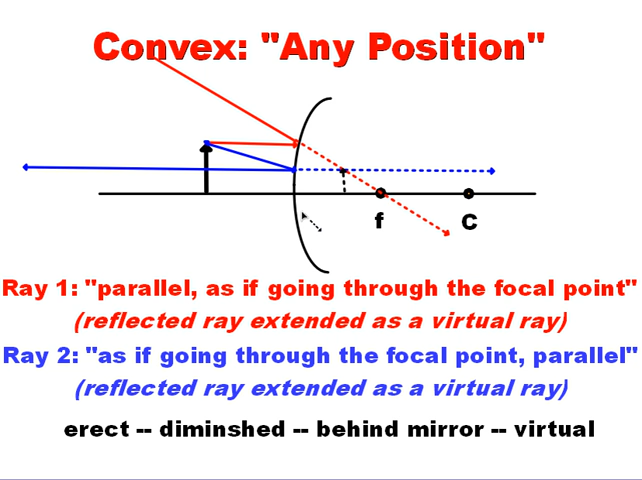 Convex: "Any Position"
f
C
Ray 1: "parallel, as if going through the focal point"
(reflected ray extended as a virtual ray)
Ray 2: "as if going through the focal point, parallel"
(reflected ray extended as a virtual ray)
erect -- diminshed -- behind mirror -- virtual